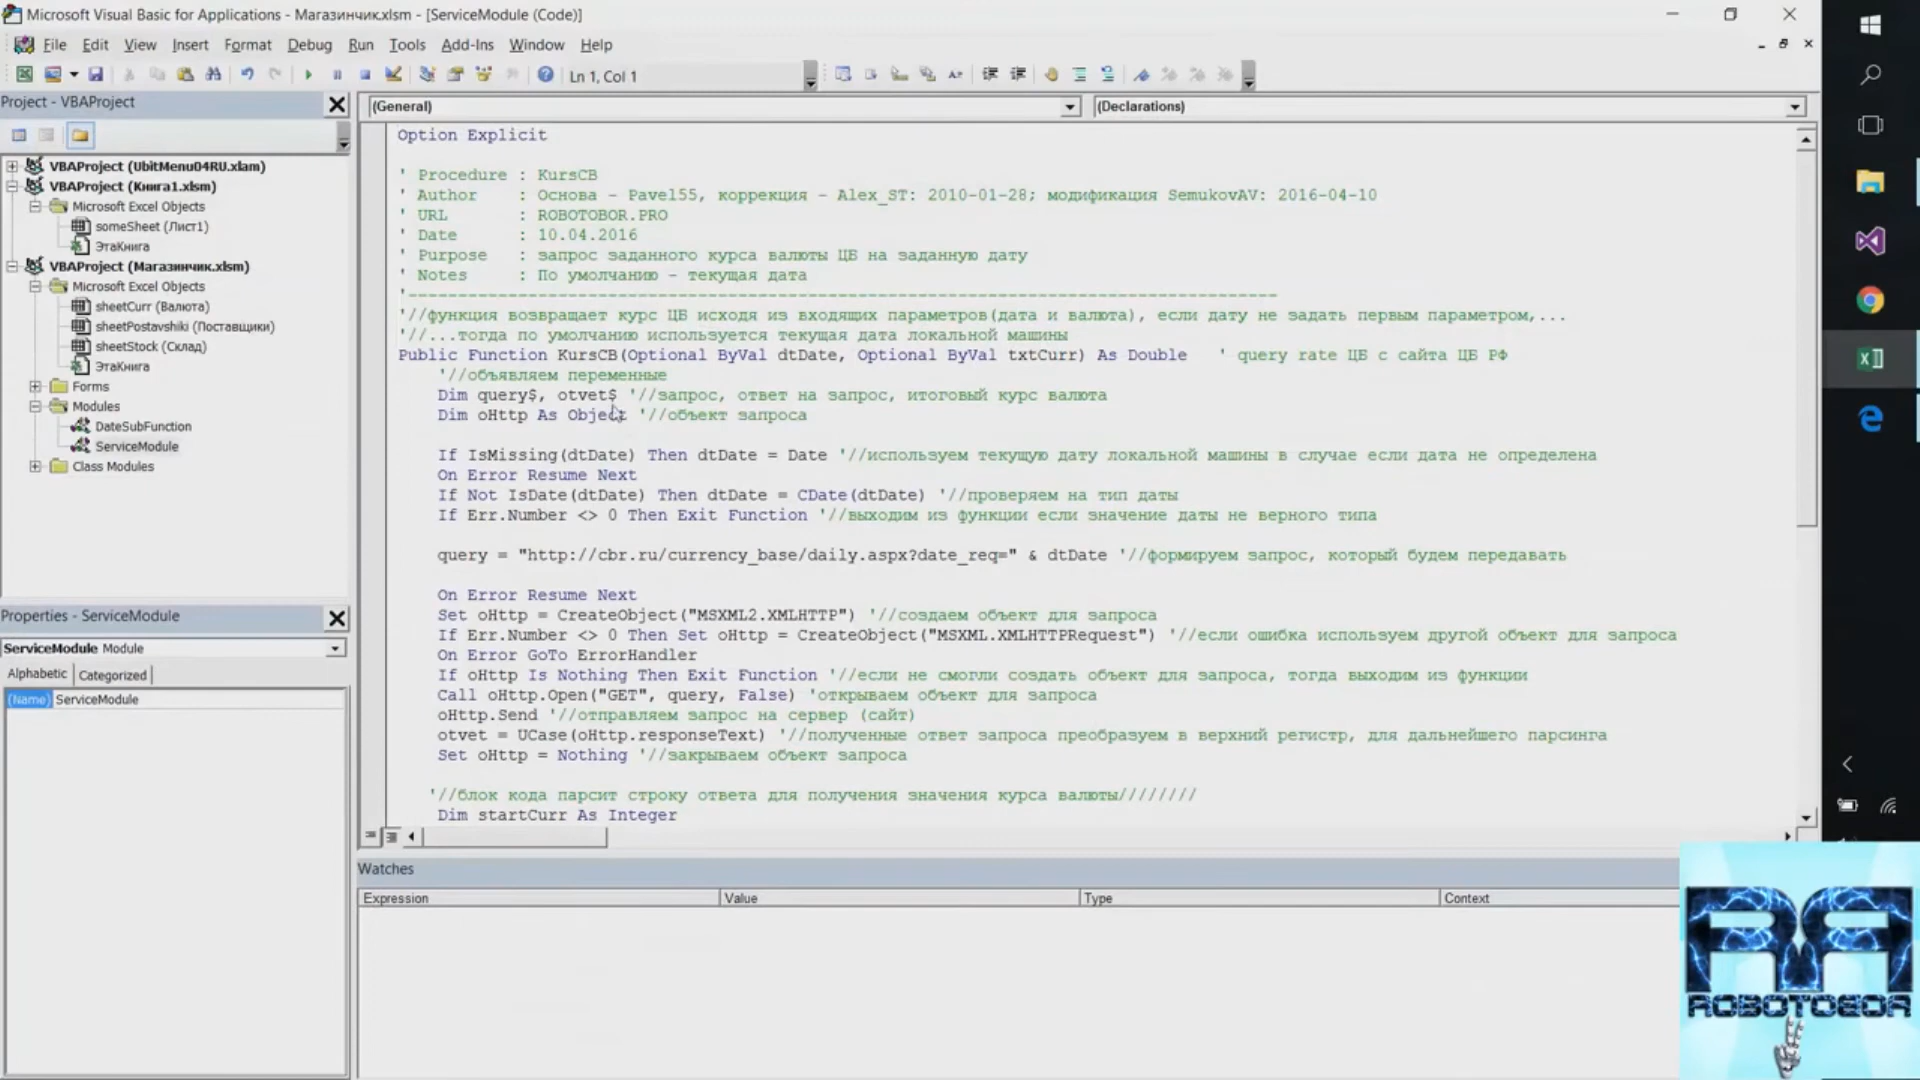 Microsoft Visual Basic for Applications - Магазинчик.xlsm - [ServiceModule (Code)]
File Edit View Insert Format Debug Run Tools Add-Ins Window Help
Ln 1, Col 1
Project - VBAProject
VBAProject (UbitMenu04RU.xlam)
VBAProject (Книга1.xlsm)
Microsoft Excel Objects
someSheet (Лист1)
ЭтаКнига
VBAProject (Магазинчик.xlsm)
Microsoft Excel Objects
sheetCurr (Валюта)
sheetPostavshiki (Поставщики)
sheetStock (Склад)
ЭтаКнига
Forms
Modules
DateSubFunction
ServiceModule
Class Modules
Properties - ServiceModule
ServiceModule Module
Alphabetic Categorized
(Name) ServiceModule
(General) (Declarations)
Option Explicit
' Procedure : KursCB
' Author : Основа - Pavel55, коррекция - Alex_ST: 2010-01-28; модификация SemukovAV: 2016-04-10
' URL : ROBOTOBOR.PRO
' Date : 10.04.2016
' Purpose : запрос заданного курса валюты ЦБ на заданную дату
' Notes : По умолчанию - текущая дата
'---------------------------------------------------------------------------------------
'//функция возвращает курс ЦБ исходя из входящих параметров(дата и валюта), если дату не задать первым параметром,...
'//...тогда по умолчанию используется текущая дата локальной машины
Public Function KursCB(Optional ByVal dtDate, Optional ByVal txtCurr) As Double ' query rate ЦБ с сайта ЦБ РФ
'//объявляем переменные
Dim query$, otvet$ '//запрос, ответ на запрос, итоговый курс валюта
Dim oHttp As Object '//объект запроса
If IsMissing(dtDate) Then dtDate = Date '//используем текущую дату локальной машины в случае если дата не определена
On Error Resume Next
If Not IsDate(dtDate) Then dtDate = CDate(dtDate) '//проверяем на тип даты
If Err.Number <> 0 Then Exit Function '//выходим из функции если значение даты не верного типа
query = "http://cbr.ru/currency_base/daily.aspx?date_req=" & dtDate '//формируем запрос, который будем передавать
On Error Resume Next
Set oHttp = CreateObject("MSXML2.XMLHTTP") '//создаем объект для запроса
If Err.Number <> 0 Then Set oHttp = CreateObject("MSXML.XMLHTTPRequest") '//если ошибка используем другой объект для запроса
On Error GoTo ErrorHandler
If oHttp Is Nothing Then Exit Function '//если не смогли создать объект для запроса, тогда выходим из функции
Call oHttp.Open("GET", query, False) 'открываем объект для запроса
oHttp.Send '//отправляем запрос на сервер (сайт)
otvet = UCase(oHttp.responseText) '//полученные ответ запроса преобразуем в верхний регистр, для дальнейшего парсинга
Set oHttp = Nothing '//закрываем объект запроса
'//блок кода парсит строку ответа для получения значения курса валюты////////
Dim startCurr As Integer
Watches
Expression Value Type Context
ROBOTOBOR